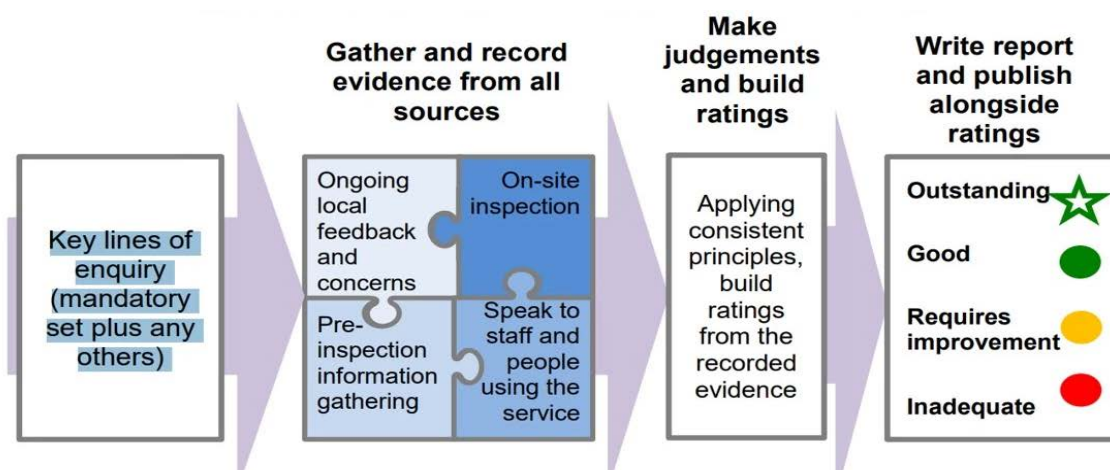 Gather and record
evidence from all
sources
Make
judgements
and build
ratings
Write report
and publish
alongside
ratings
Key lines of
enquiry
(mandatory
set plus any
others)
Ongoing
local
feedback
and
concerns
On-site
inspection
Pre-
inspection
information
gathering
Speak to
staff and
people
using the
service
Applying
consistent
principles,
build
ratings
from the
recorded
evidence
Outstanding
Good
Requires
improvement
Inadequate